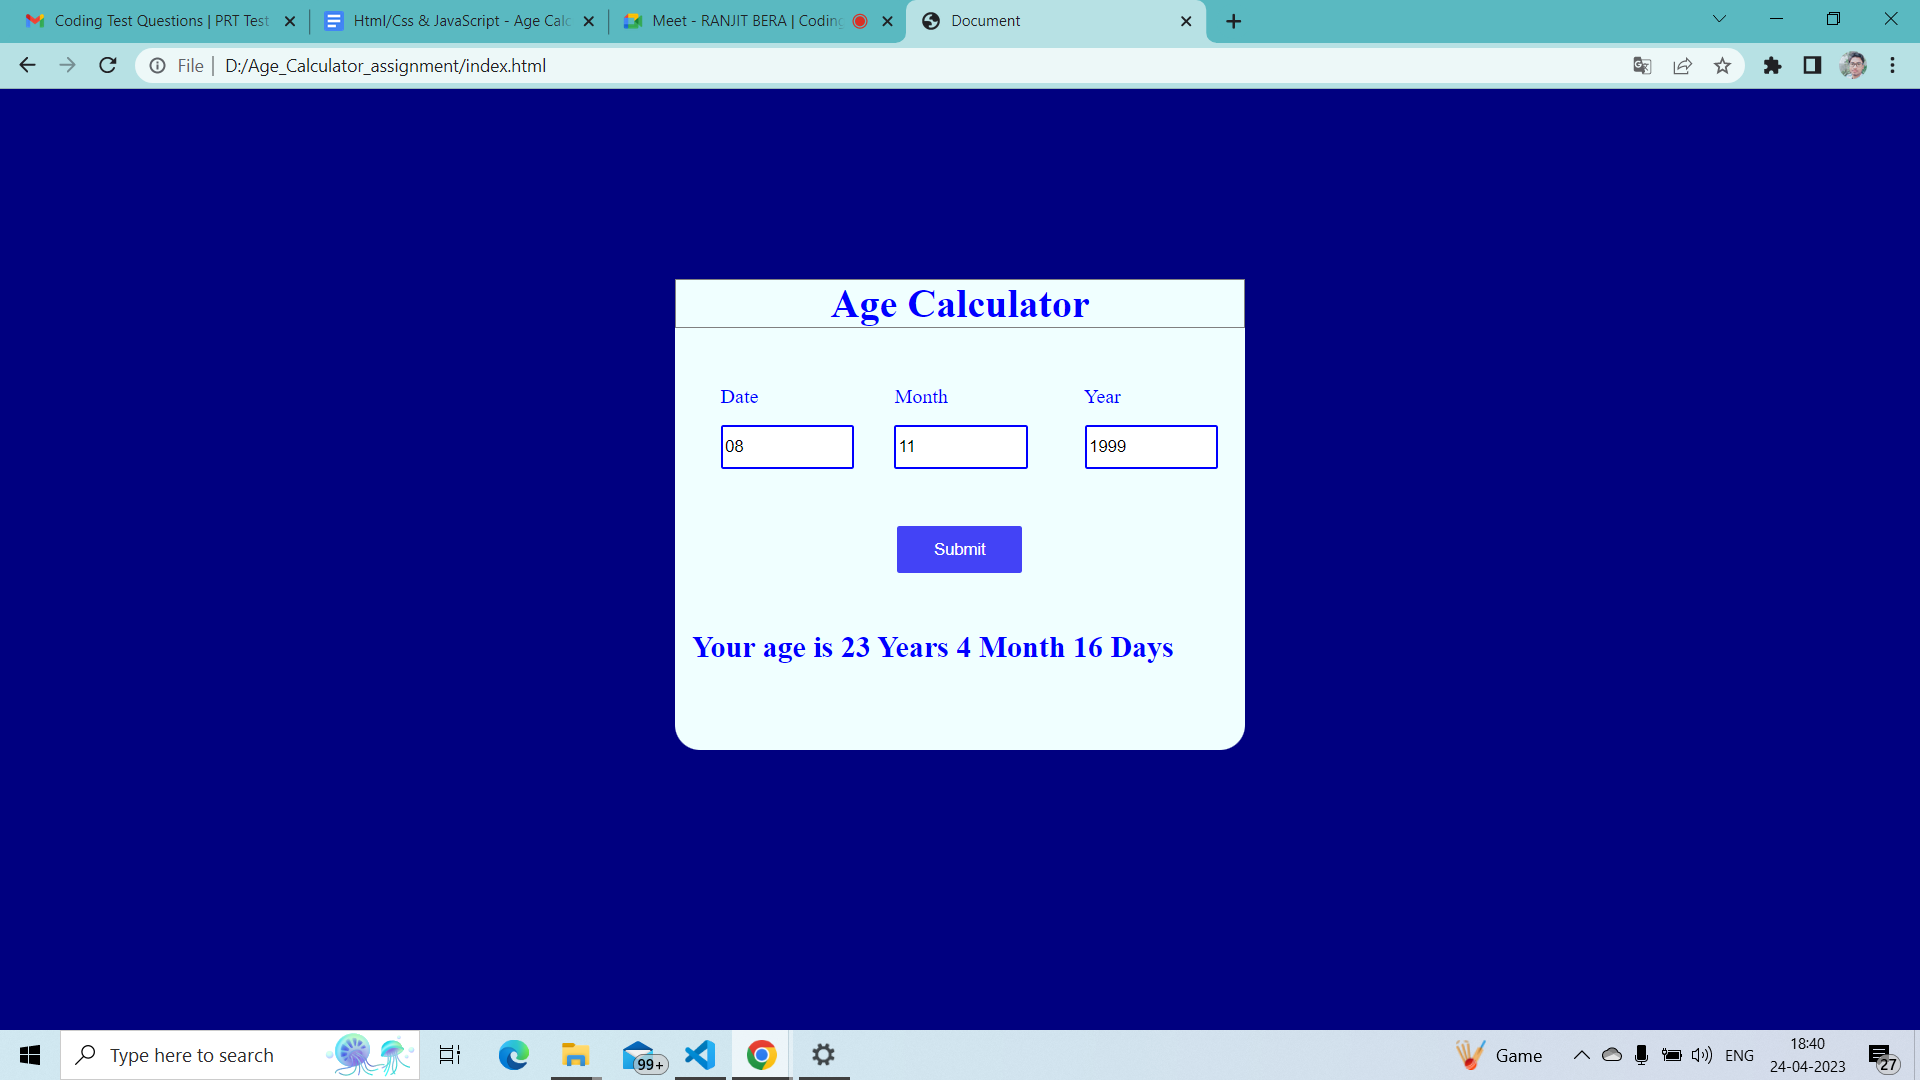 Coding Test Questions | PRT Test
Html/Css & JavaScript - Age Calc
Meet - RANJIT BERA | Coding
Document
File | D:/Age_Calculator_assignment/index.html
Age Calculator
Date Month Year
08 11 1999
Submit
Your age is 23 Years 4 Month 16 Days
Type here to search
99+
Game
ENG
18:40
24-04-2023
27